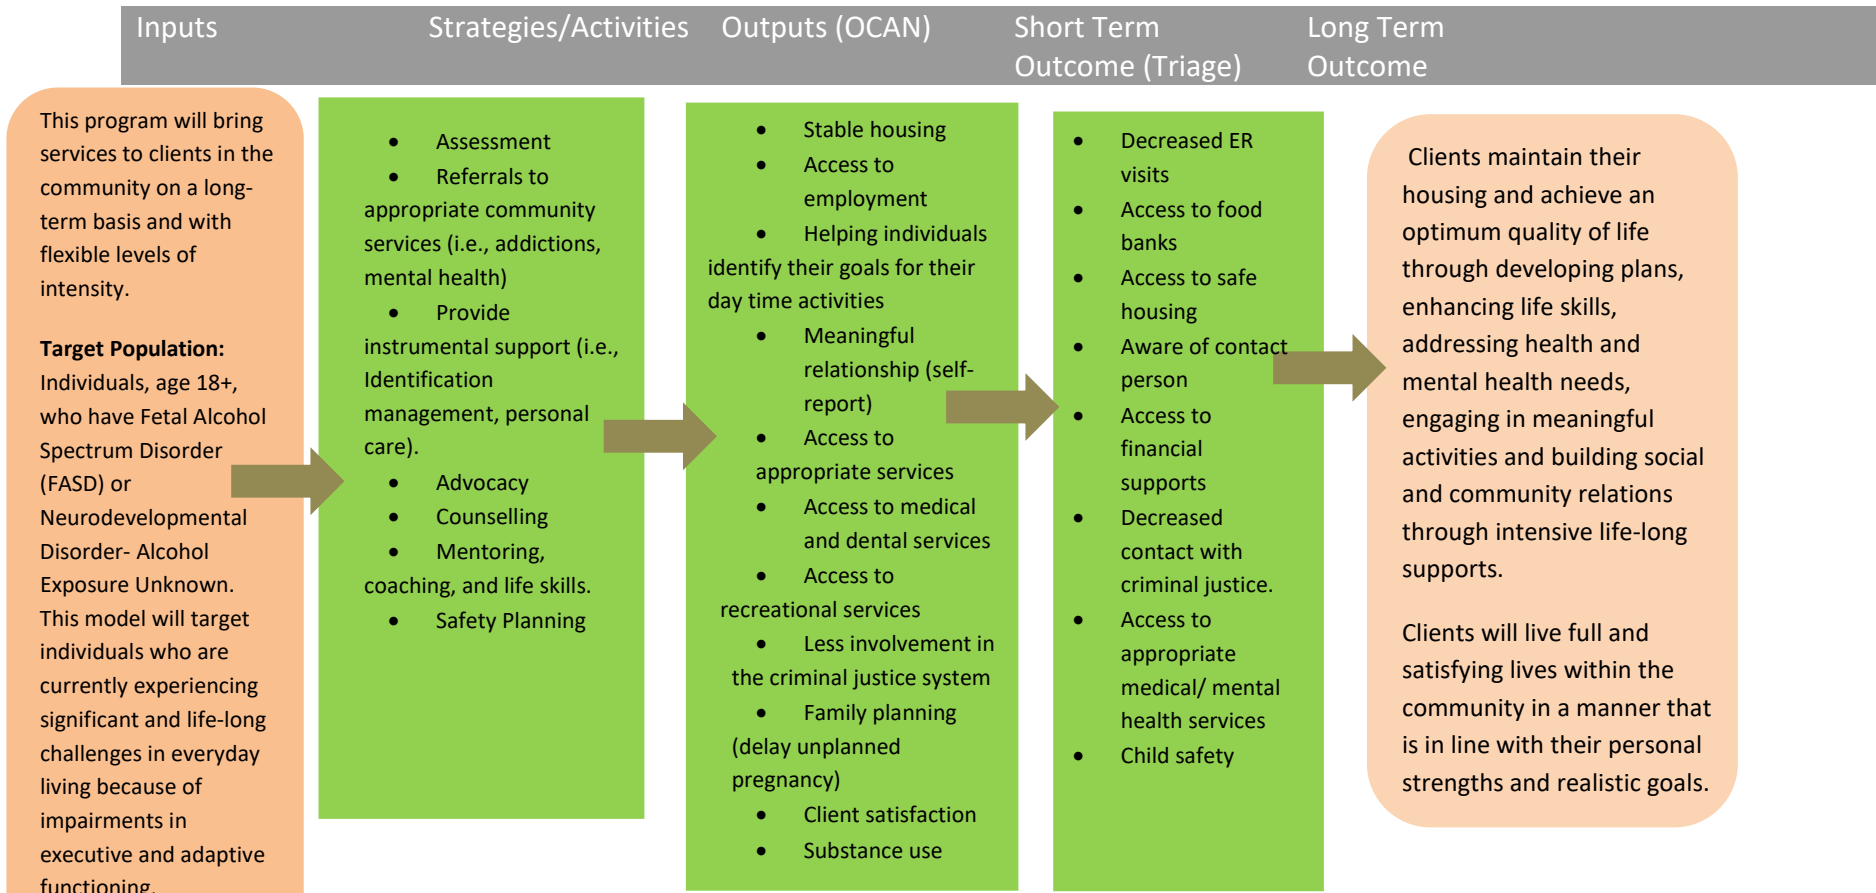 Inputs
Strategies/Activities
Outputs (OCAN)
Short Term
Outcome (Triage)
Long Term
Outcome
This program will bring
services to clients in the
community on a long-
term basis and with
flexible levels of
intensity.
Target Population:
Individuals, age 18+,
who have Fetal Alcohol
Spectrum Disorder
(FASD) or
Neurodevelopmental
Disorder- Alcohol
Exposure Unknown.
This model will target
individuals who are
currently experiencing
significant and life-long
challenges in everyday
living because of
impairments in
executive and adaptive
functioning.
• Assessment
• Referrals to
appropriate community
services (i.e., addictions,
mental health)
• Provide
instrumental support (i.e.,
Identification
management, personal
care).
• Advocacy
• Counselling
• Mentoring,
coaching, and life skills.
• Safety Planning
• Stable housing
• Access to
employment
• Helping individuals
identify their goals for their
day time activities
• Meaningful
relationship (self-
report)
• Access to
appropriate services
• Access to medical
and dental services
• Access to
recreational services
• Less involvement in
the criminal justice system
• Family planning
(delay unplanned
pregnancy)
• Client satisfaction
• Substance use
• Decreased ER
visits
• Access to food
banks
• Access to safe
housing
• Aware of contact
person
• Access to
financial
supports
• Decreased
contact with
criminal justice.
• Access to
appropriate
medical/ mental
health services
• Child safety
Clients maintain their
housing and achieve an
optimum quality of life
through developing plans,
enhancing life skills,
addressing health and
mental health needs,
engaging in meaningful
activities and building social
and community relations
through intensive life-long
supports.
Clients will live full and
satisfying lives within the
community in a manner that
is in line with their personal
strengths and realistic goals.